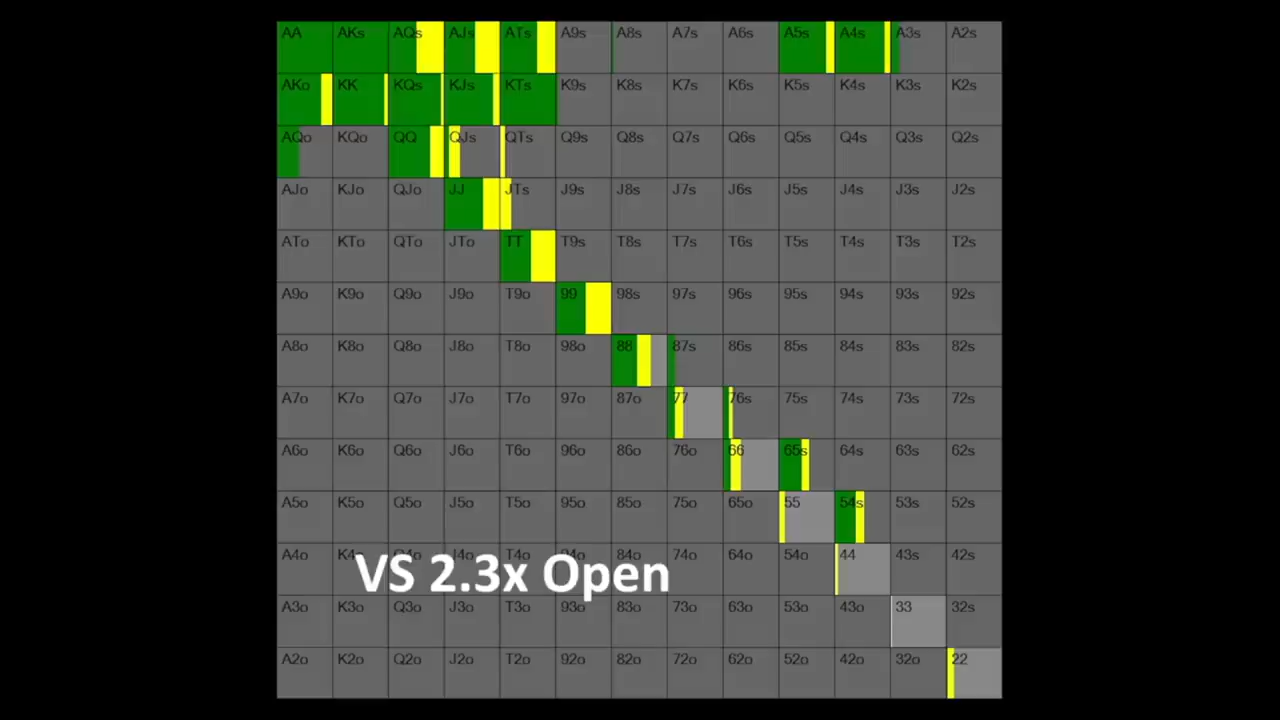 AA AKs AQs AJs ATs A9s A8s A7s A6s A5s A4s A3s A2s
AKo KK KQs KJs KTs K9s K8s K7s K6s K5s K4s K3s K2s
AQo KQo QQ QJs QTs Q9s Q8s Q7s Q6s Q5s Q4s Q3s Q2s
AJo KJo QJo JJ JTs J9s J8s J7s J6s J5s J4s J3s J2s
ATo KTo QTo JTo TT T9s T8s T7s T6s T5s T4s T3s T2s
A9o K9o Q9o J9o T9o 99 98s 97s 96s 95s 94s 93s 92s
A8o K8o Q8o J8o T8o 98o 88 87s 86s 85s 84s 83s 82s
A7o K7o Q7o J7o T7o 97o 87o 77 76s 75s 74s 73s 72s
A6o K6o Q6o J6o T6o 96o 86o 76o 66 65s 64s 63s 62s
A5o K5o Q5o J5o T5o 95o 85o 75o 65o 55 54s 53s 52s
A4o K4o Q4o J4o T4o 94o 84o 74o 64o 54o 44 43s 42s
VS 2.3x Open
A3o K3o Q3o J3o T3o 93o 83o 73o 63o 53o 43o 33 32s
A2o K2o Q2o J2o T2o 92o 82o 72o 62o 52o 42o 32o 22